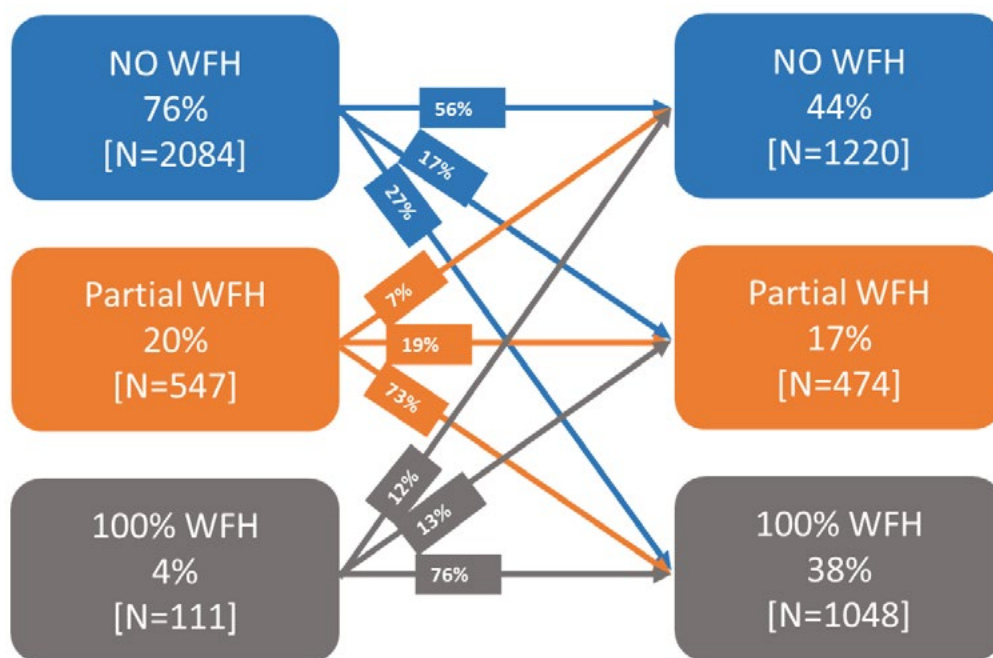 NO WFH
76%
[N=2084]
56%
17%
27%
NO WFH
44%
[N=1220]
Partial WFH
20%
[N=547]
7%
19%
73%
Partial WFH
17%
[N=474]
100% WFH
4%
[N=111]
12%
13%
76%
100% WFH
38%
[N=1048]